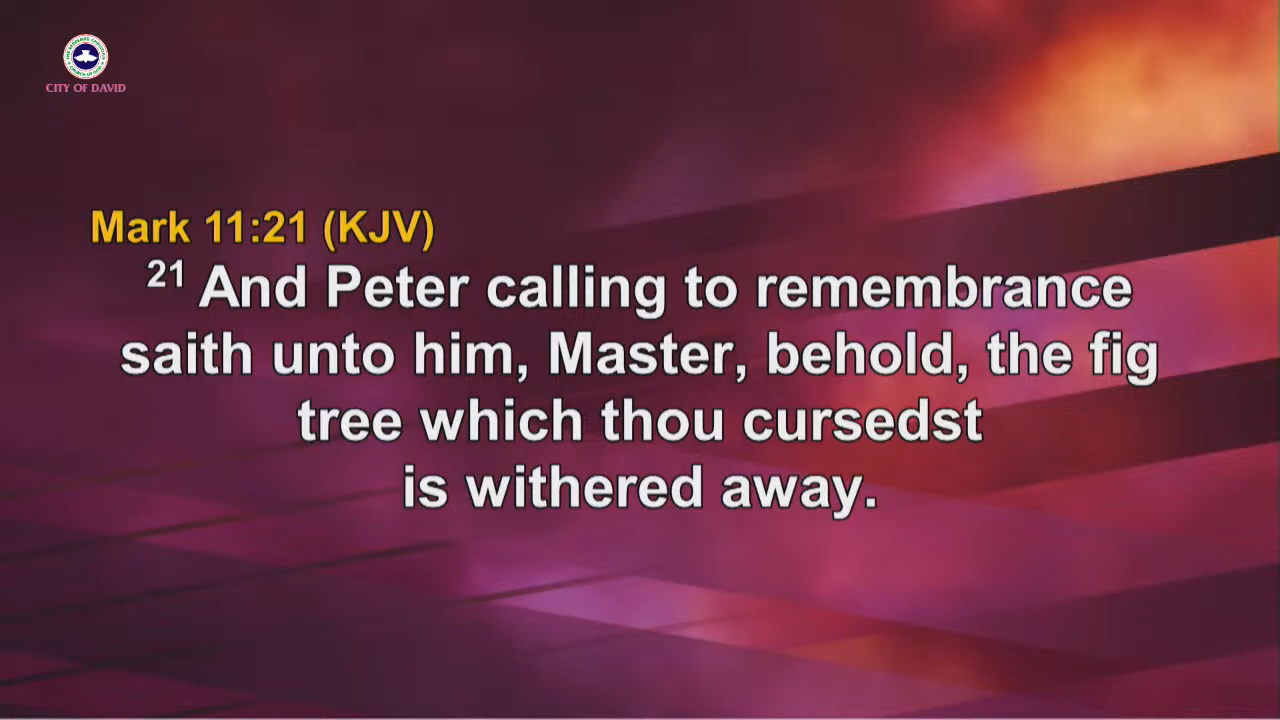 CITY OF DAVID
Mark 11:21 (KJV)
21 And Peter calling to remembrance
saith unto him, Master, behold, the fig
tree which thou cursedst
is withered away.